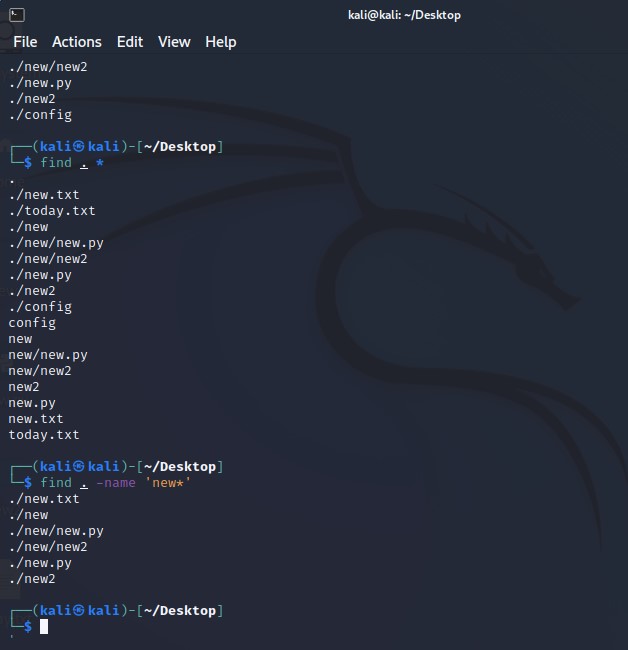 kali@kali: ~/Desktop
File Actions Edit View Help
./new/new2
./new.py
./new2
./config
┌──(kali㉿kali)-[~/Desktop]
└─$ find . *
.
./new.txt
./today.txt
./new
./new/new.py
./new/new2
./new.py
./new2
./config
config
new
new/new.py
new/new2
new2
new.py
new.txt
today.txt
┌──(kali㉿kali)-[~/Desktop]
└─$ find . -name 'new*'
./new.txt
./new
./new/new.py
./new/new2
./new.py
./new2
┌──(kali㉿kali)-[~/Desktop]
└─$